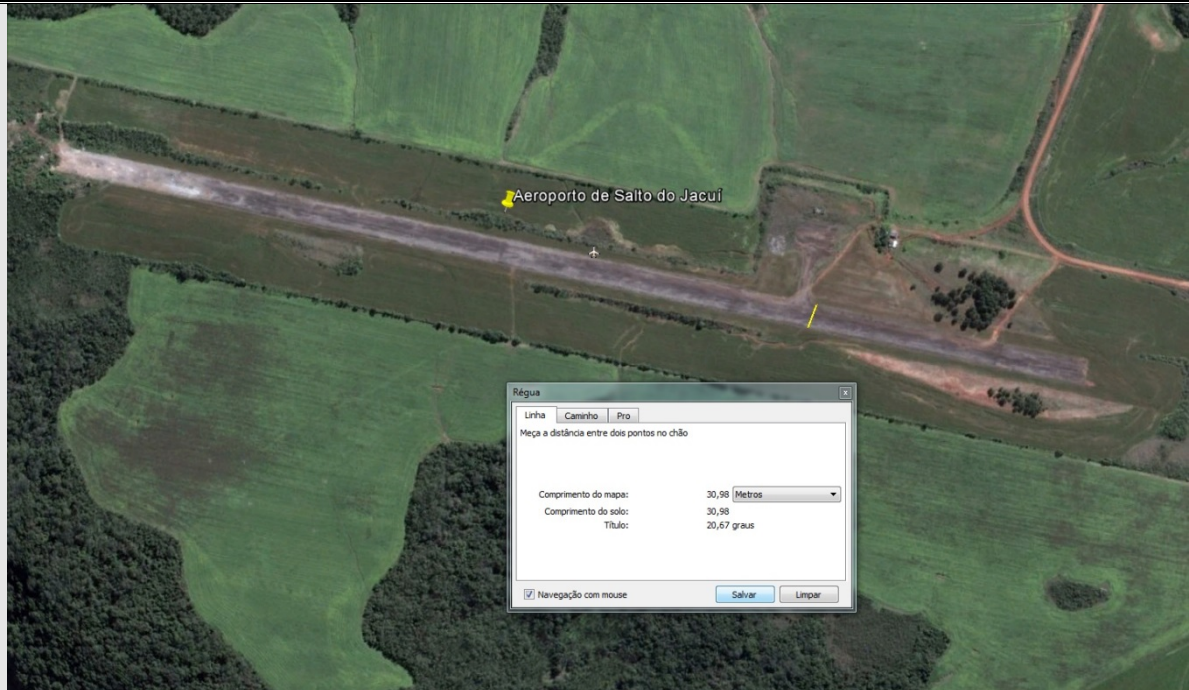 Aeroporto de Salto do Jacuí
Régua
Linha Caminho Pro
Meça a distância entre dois pontos no chão
Comprimento do mapa: 30,98 Metros
Comprimento do solo: 30,98
Título: 20,67 graus
Navegação com mouse Salvar Limpar